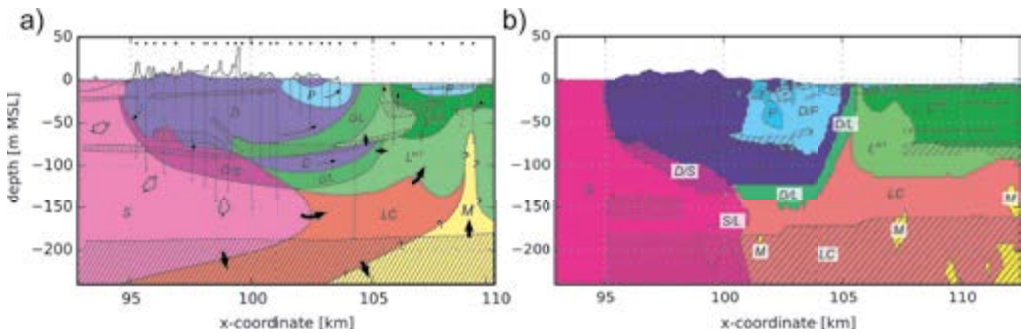 a)
50
0
−50
−100
−150
−200
depth [m MSL]
D
P
P
D/L
D/S
D/L
S
LC
M
95
100
105
110
x-coordinate [km]
b)
50
0
−50
−100
−150
−200
D/P
D/L
D/S
D/L
S
S/L
LC
M
M
M
LC
95
100
105
110
x-coordinate [km]